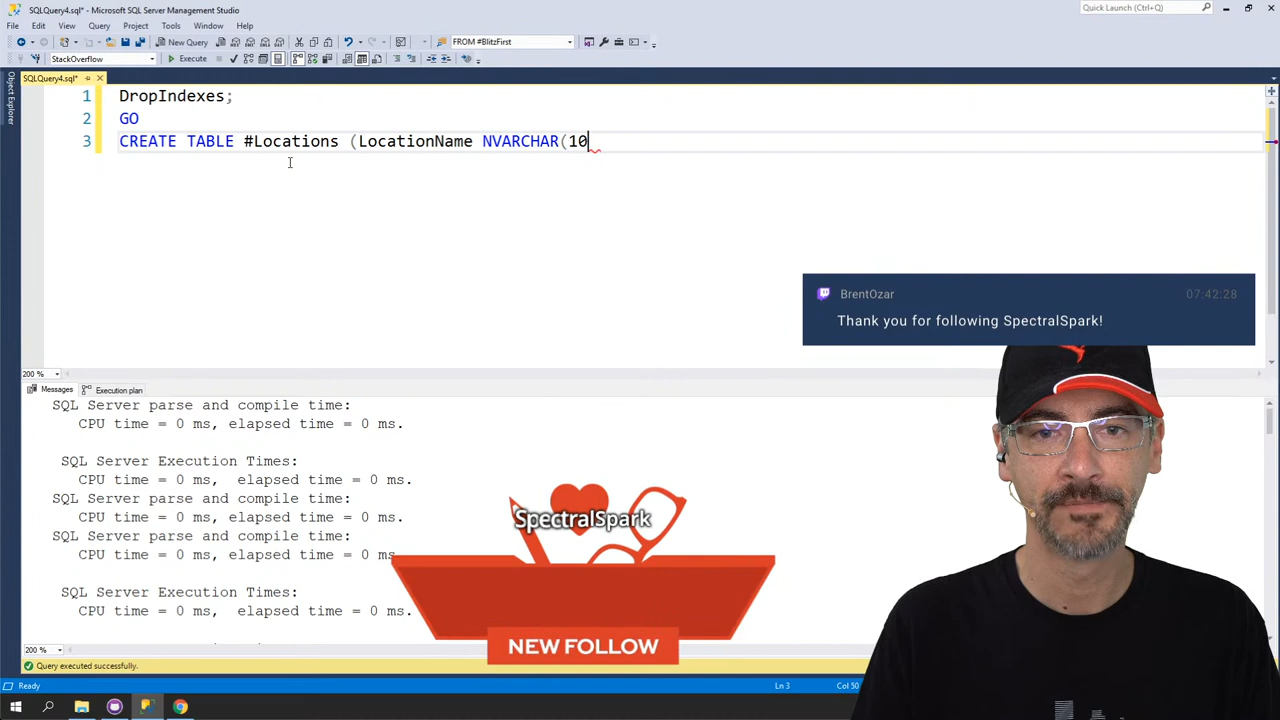 SQLQuery4.sql* - Microsoft SQL Server Management Studio
Quick Launch (Ctrl+Q)
File Edit View Query Project Tools Window Help
New Query
FROM #BlitzFirst
StackOverflow
Execute
SQLQuery4.sql*
Object Explorer
1 DropIndexes;
2 GO
3 CREATE TABLE #Locations (LocationName NVARCHAR(10
BrentOzar 07:42:28
Thank you for following SpectralSpark!
200 %
Messages Execution plan
SQL Server parse and compile time:
CPU time = 0 ms, elapsed time = 0 ms.
SQL Server Execution Times:
CPU time = 0 ms, elapsed time = 0 ms.
SQL Server parse and compile time:
CPU time = 0 ms, elapsed time = 0 ms.
SQL Server parse and compile time:
CPU time = 0 ms, elapsed time = 0 ms.
SQL Server Execution Times:
CPU time = 0 ms, elapsed time = 0 ms.
SpectralSpark
NEW FOLLOW
200 %
Query executed successfully.
Ready
Ln 3
Col 50